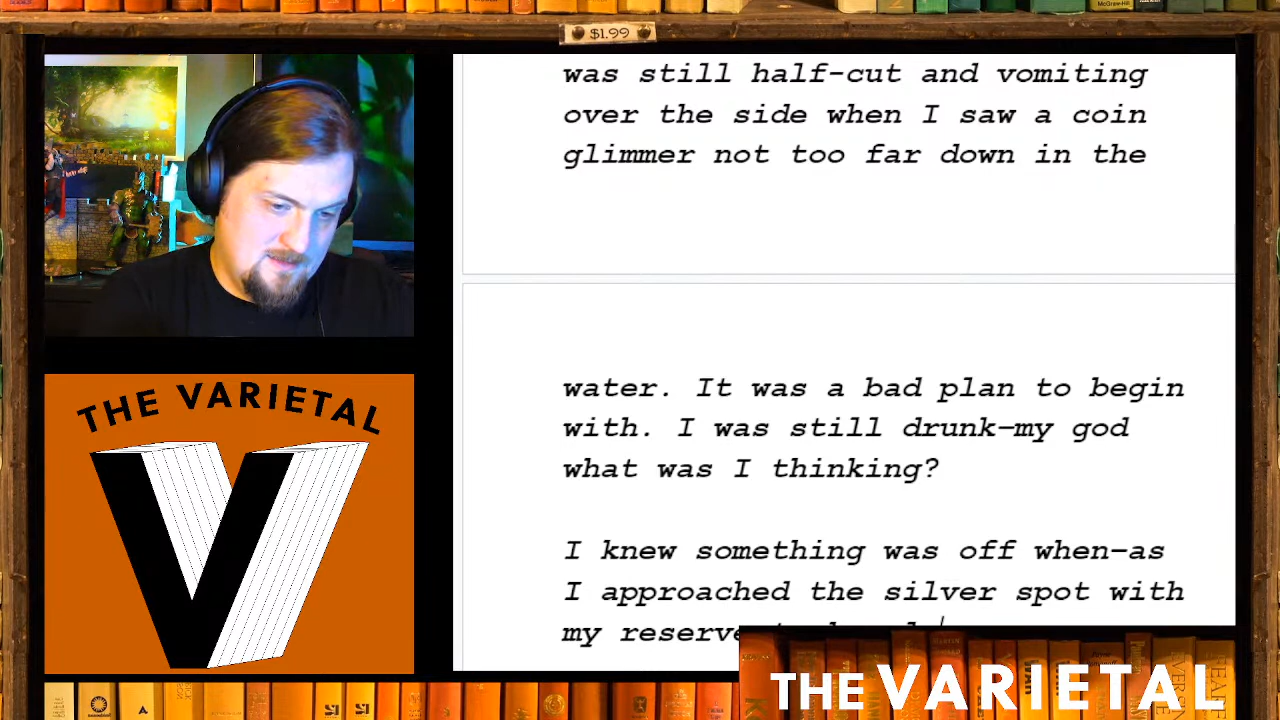 $1.99
McGraw-Hill
was still half-cut and vomiting
over the side when I saw a coin
glimmer not too far down in the
water. It was a bad plan to begin
with. I was still drunk—my god
what was I thinking?
I knew something was off when—as
I approached the silver spot with
my reserve
THE VARIETAL
THE VARIETAL